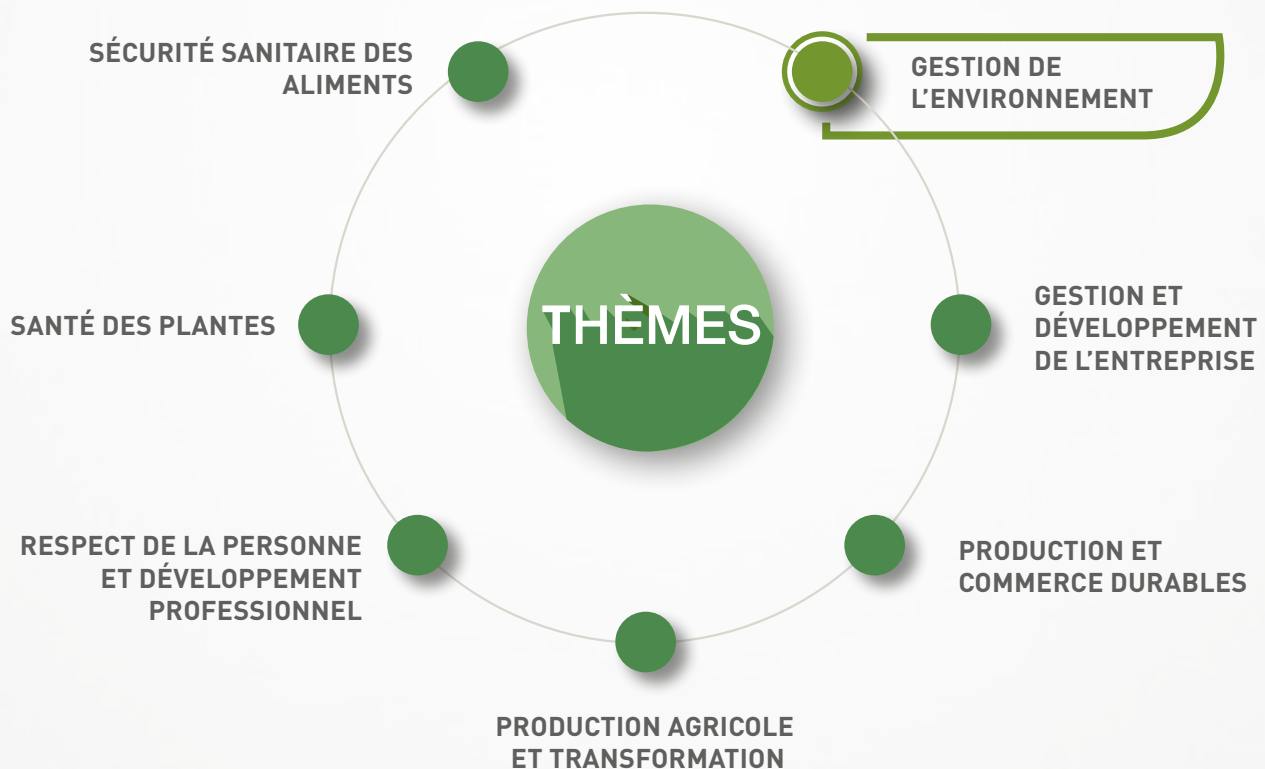 SÉCURITÉ SANITAIRE DES
ALIMENTS
GESTION DE
L'ENVIRONNEMENT
THÈMES
SANTÉ DES PLANTES
GESTION ET
DÉVELOPPEMENT
DE L'ENTREPRISE
RESPECT DE LA PERSONNE
ET DÉVELOPPEMENT
PROFESSIONNEL
PRODUCTION ET
COMMERCE DURABLES
PRODUCTION AGRICOLE
ET TRANSFORMATION